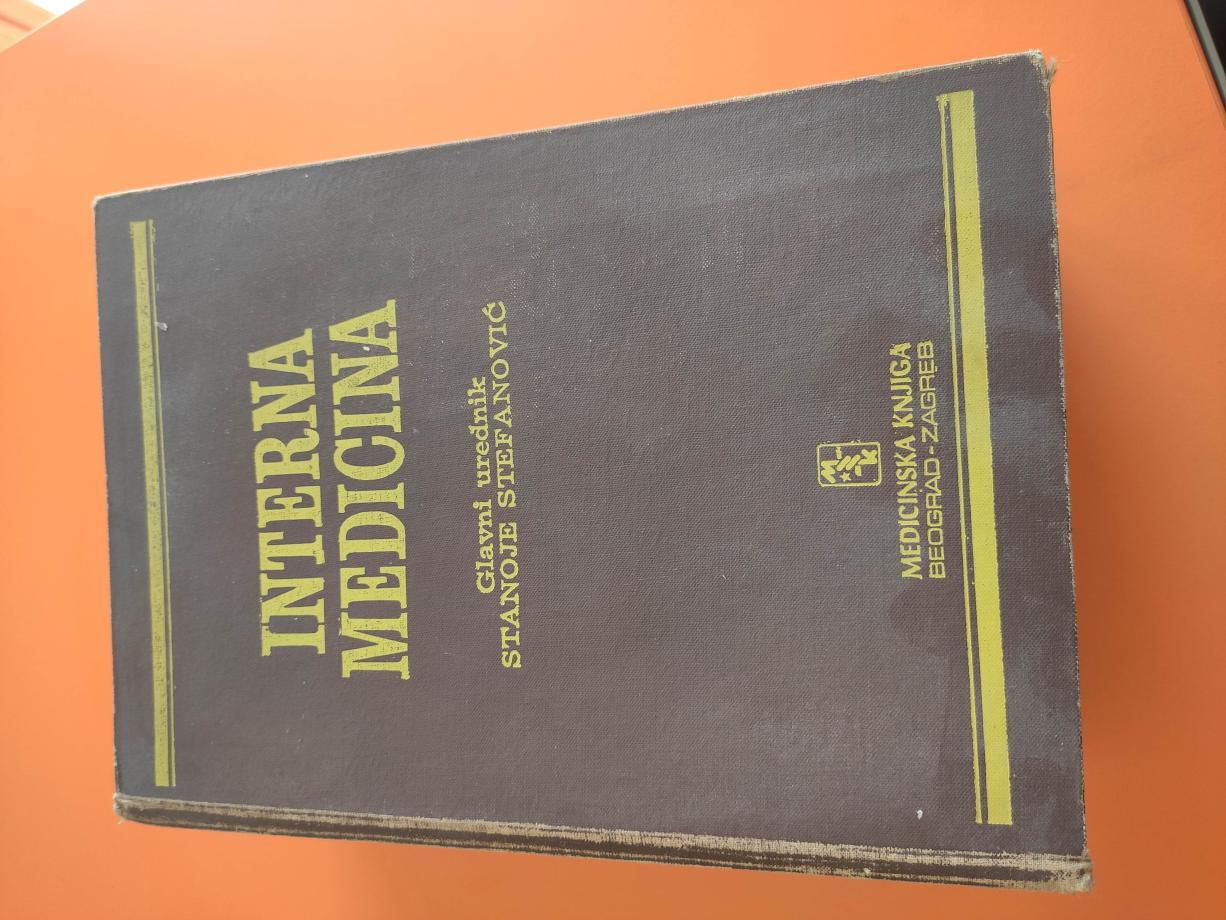 INTERNA
MEDICINA
Glavni urednik
STANOJE STEFANOVIĆ
MEDICINSKA KNJIGA
BEOGRAD-ZAGREB